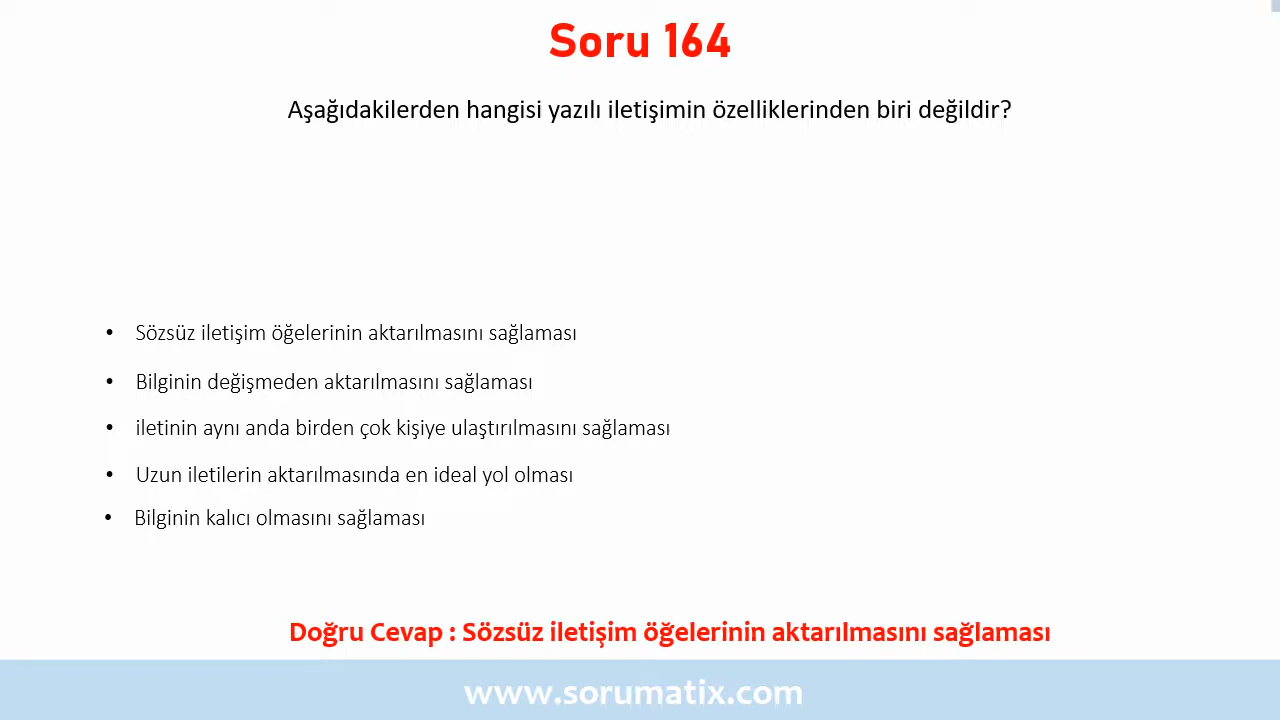 Soru 164
Aşağıdakilerden hangisi yazılı iletişimin özelliklerinden biri değildir?
• Sözsüz iletişim öğelerinin aktarılmasını sağlaması
• Bilginin değişmeden aktarılmasını sağlaması
• iletinin aynı anda birden çok kişiye ulaştırılmasını sağlaması
• Uzun iletilerin aktarılmasında en ideal yol olması
• Bilginin kalıcı olmasını sağlaması
Doğru Cevap : Sözsüz iletişim öğelerinin aktarılmasını sağlaması
www.sorumatix.com